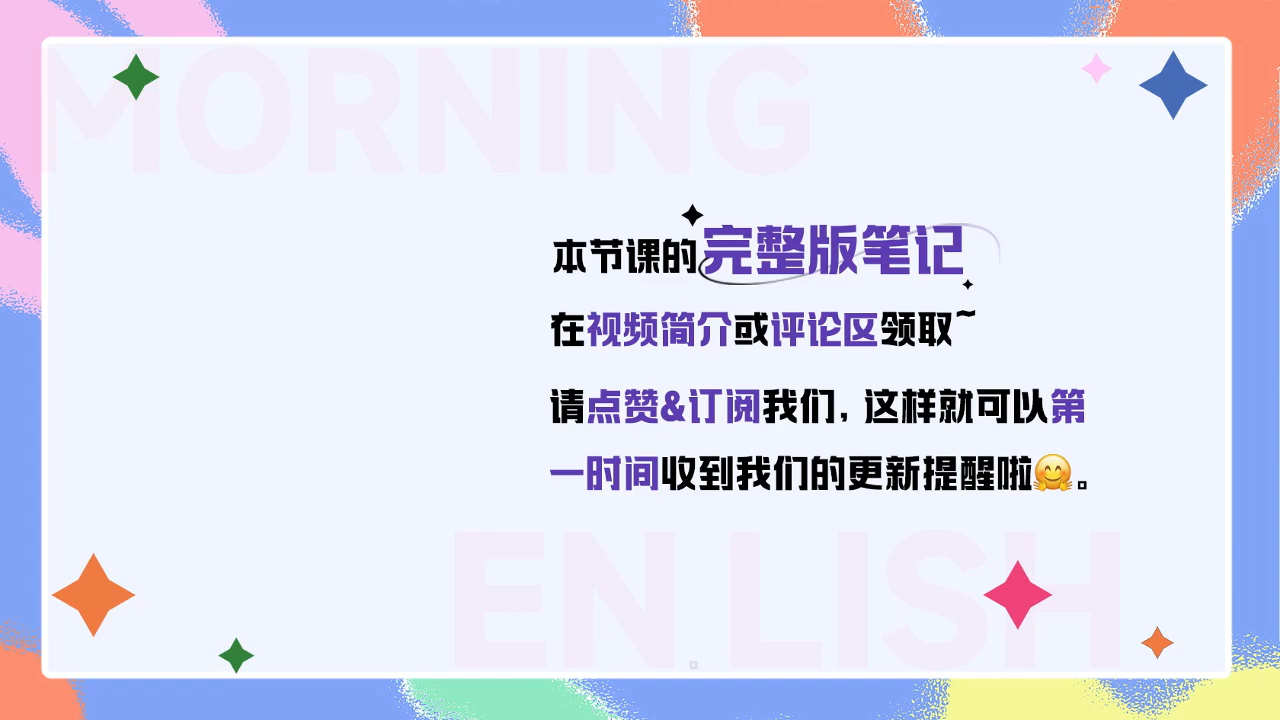 MORNING
本节课的完整版笔记
在视频简介或评论区领取~
请点赞&订阅我们，这样就可以第
一时间收到我们的更新提醒啦🤗。
EN LISH